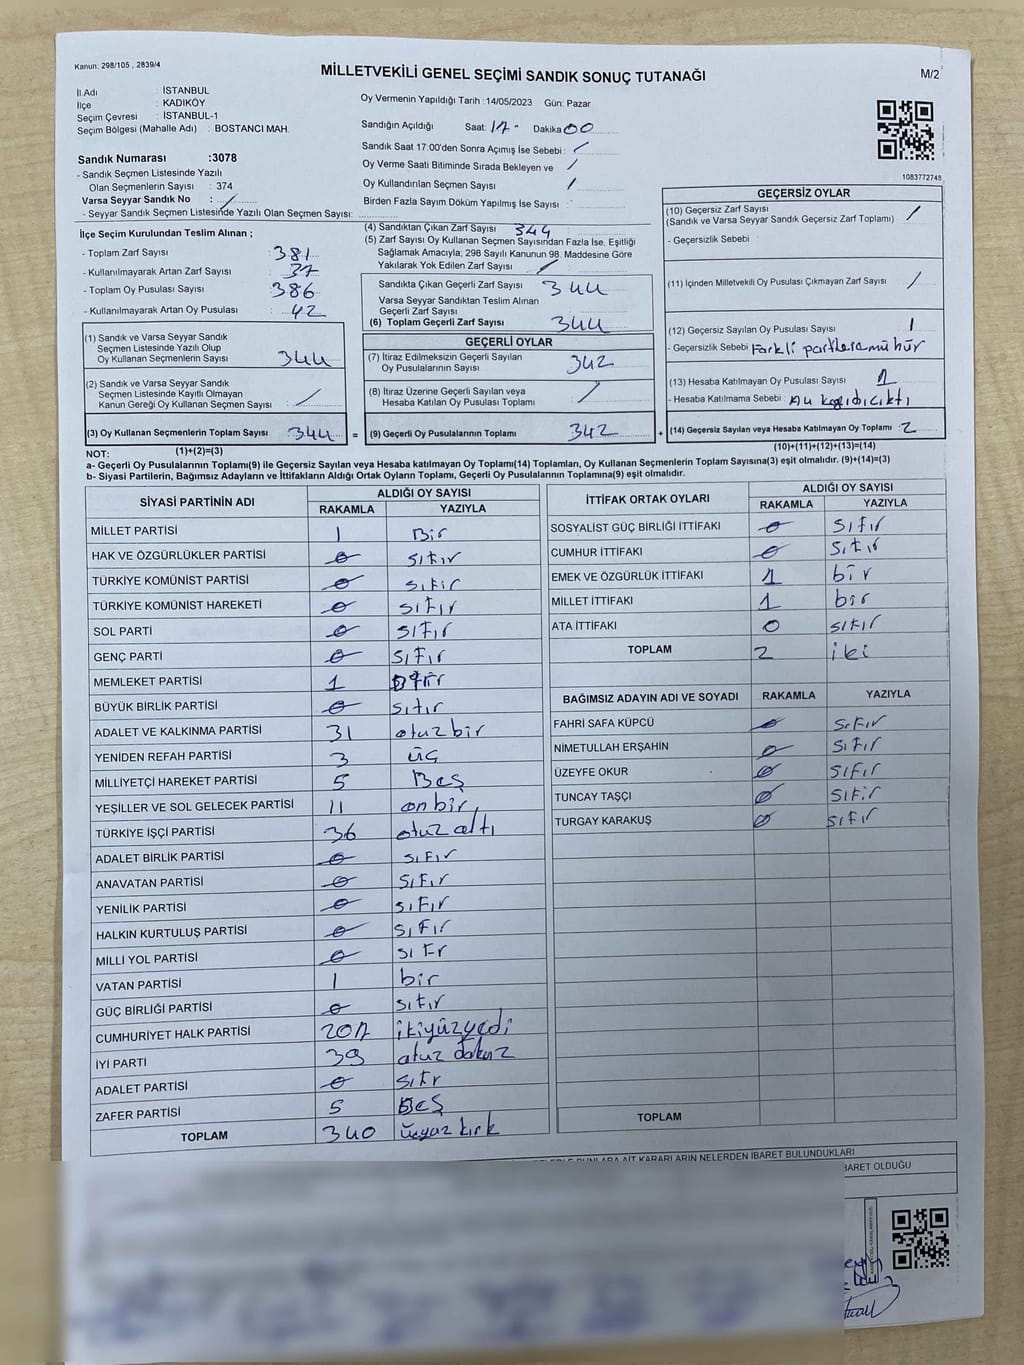 Kanun: 298/105 , 2839/4
MİLLETVEKİLİ GENEL SEÇİMİ SANDIK SONUÇ TUTANAĞI
M/2
İl Adı : İSTANBUL
İlçe : KADIKÖY
Seçim Çevresi : İSTANBUL-1
Seçim Bölgesi (Mahalle Adı) : BOSTANCI MAH.
Oy Vermenin Yapıldığı Tarih :14/05/2023 Gün: Pazar
Sandığın Açıldığı Saat: 17- Dakika 00
Sandık Saat 17:00'den Sonra Açımış İse Sebebi : /
Oy Verme Saati Bitiminde Sırada Bekleyen ve /
Oy Kullandırılan Seçmen Sayısı /
Birden Fazla Sayım Döküm Yapılmış İse Sayısı :
1083772748
Sandık Numarası :3078
- Sandık Seçmen Listesinde Yazılı
Olan Seçmenlerin Sayısı : 374
Varsa Seyyar Sandık No : /
- Seyyar Sandık Seçmen Listesinde Yazılı Olan Seçmen Sayısı:
İlçe Seçim Kurulundan Teslim Alınan ;
- Toplam Zarf Sayısı : 381
- Kullanılmayarak Artan Zarf Sayısı : 37
- Toplam Oy Pusulası Sayısı : 386
- Kullanılmayarak Artan Oy Pusulası : 42
(4) Sandıktan Çıkan Zarf Sayısı 344
(5) Zarf Sayısı Oy Kullanan Seçmen Sayısından Fazla İse, Eşitliği
Sağlamak Amacıyla; 298 Sayılı Kanunun 98. Maddesine Göre
Yakılarak Yok Edilen Zarf Sayısı : /
Sandıkta Çıkan Geçerli Zarf Sayısı 344
Varsa Seyyar Sandıktan Teslim Alınan
Geçerli Zarf Sayısı
(6) Toplam Geçerli Zarf Sayısı 344
GEÇERSİZ OYLAR
(10) Geçersiz Zarf Sayısı /
(Sandık ve Varsa Seyyar Sandık Geçersiz Zarf Toplamı)
- Geçersizlik Sebebi
(11) İçinden Milletvekili Oy Pusulası Çıkmayan Zarf Sayısı /
(12) Geçersiz Sayılan Oy Pusulası Sayısı 1
- Geçersizlik Sebebi Farklı partilere mühür
(13) Hesaba Katılmayan Oy Pusulası Sayısı 1
- Hesaba Katılmama Sebebi çıktı
(14) Geçersiz Sayılan veya Hesaba Katılmayan Oy Toplamı : 2
(10)+(11)+(12)+(13)=(14)
(1) Sandık ve Varsa Seyyar Sandık
Seçmen Listesinde Yazılı Olup
Oy Kullanan Seçmenlerin Sayısı 344
(2) Sandık ve Varsa Seyyar Sandık
Seçmen Listesinde Kayıtlı Olmayan
Kanun Gereği Oy Kullanan Seçmen Sayısı : /
(3) Oy Kullanan Seçmenlerin Toplam Sayısı 344 =
(1)+(2)=(3)
GEÇERLİ OYLAR
(7) İtiraz Edilmeksizin Geçerli Sayılan
Oy Pusulalarının Sayısı 342
(8) İtiraz Üzerine Geçerli Sayılan veya
Hesaba Katılan Oy Pusulası Toplamı /
(9) Geçerli Oy Pusulalarının Toplamı 342 +
NOT:
a- Geçerli Oy Pusulalarının Toplamı(9) ile Geçersiz Sayılan veya Hesaba katılmayan Oy Toplamı(14) Toplamları, Oy Kullanan Seçmenlerin Toplam Sayısına(3) eşit olmalıdır. (9)+(14)=(3)
b- Siyasi Partilerin, Bağımsız Adayların ve İttifakların Aldığı Ortak Oyların Toplamı, Geçerli Oy Pusulalarının Toplamına(9) eşit olmalıdır.
SİYASİ PARTİNİN ADI ALDIĞI OY SAYISI
RAKAMLA YAZIYLA
MİLLET PARTİSİ 1 Bir
HAK VE ÖZGÜRLÜKLER PARTİSİ 0 sıfır
TÜRKİYE KOMÜNİST PARTİSİ 0 sıfır
TÜRKİYE KOMÜNİST HAREKETİ 0 sıfır
SOL PARTİ 0 sıfır
GENÇ PARTİ 0 sıfır
MEMLEKET PARTİSİ 1
BÜYÜK BİRLİK PARTİSİ 0 sıfır
ADALET VE KALKINMA PARTİSİ 31 otuz bir
YENİDEN REFAH PARTİSİ 3 üç
MİLLİYETÇİ HAREKET PARTİSİ 5 Beş
YEŞİLLER VE SOL GELECEK PARTİSİ 11 on bir
TÜRKİYE İŞÇİ PARTİSİ 36 otuz altı
ADALET BİRLİK PARTİSİ 0 sıfır
ANAVATAN PARTİSİ 0 sıfır
YENİLİK PARTİSİ 0 sıfır
HALKIN KURTULUŞ PARTİSİ 0 sıfır
MİLLİ YOL PARTİSİ 0 sıfr
VATAN PARTİSİ 1 bir
GÜÇ BİRLİĞİ PARTİSİ 0 sıfır
CUMHURİYET HALK PARTİSİ 207 ikiyüzyedi
İYİ PARTİ 39 otuz dokuz
ADALET PARTİSİ 0 sıfr
ZAFER PARTİSİ 5 BEŞ
TOPLAM 340 üçyüz kırk
İTTİFAK ORTAK OYLARI ALDIĞI OY SAYISI
RAKAMLA YAZIYLA
SOSYALİST GÜÇ BİRLİĞİ İTTİFAKI 0 sıfır
CUMHUR İTTİFAKI 0 sıfır
EMEK VE ÖZGÜRLÜK İTTİFAKI 1 bir
MİLLET İTTİFAKI 1 bir
ATA İTTİFAKI 0 sıfır
TOPLAM 2 iki
BAĞIMSIZ ADAYIN ADI VE SOYADI RAKAMLA YAZIYLA
FAHRİ SAFA KÜPCÜ 0 sıfır
NİMETULLAH ERŞAHİN 0 sıfır
ÜZEYFE OKUR 0 sıfır
TUNCAY TAŞÇI 0 sıfır
TURGAY KARAKUŞ 0 sıfır
TOPLAM
BUNLARA AİT KARARLARIN NELERDEN İBARET BULUNDUKLARI
İBARET OLDUĞU